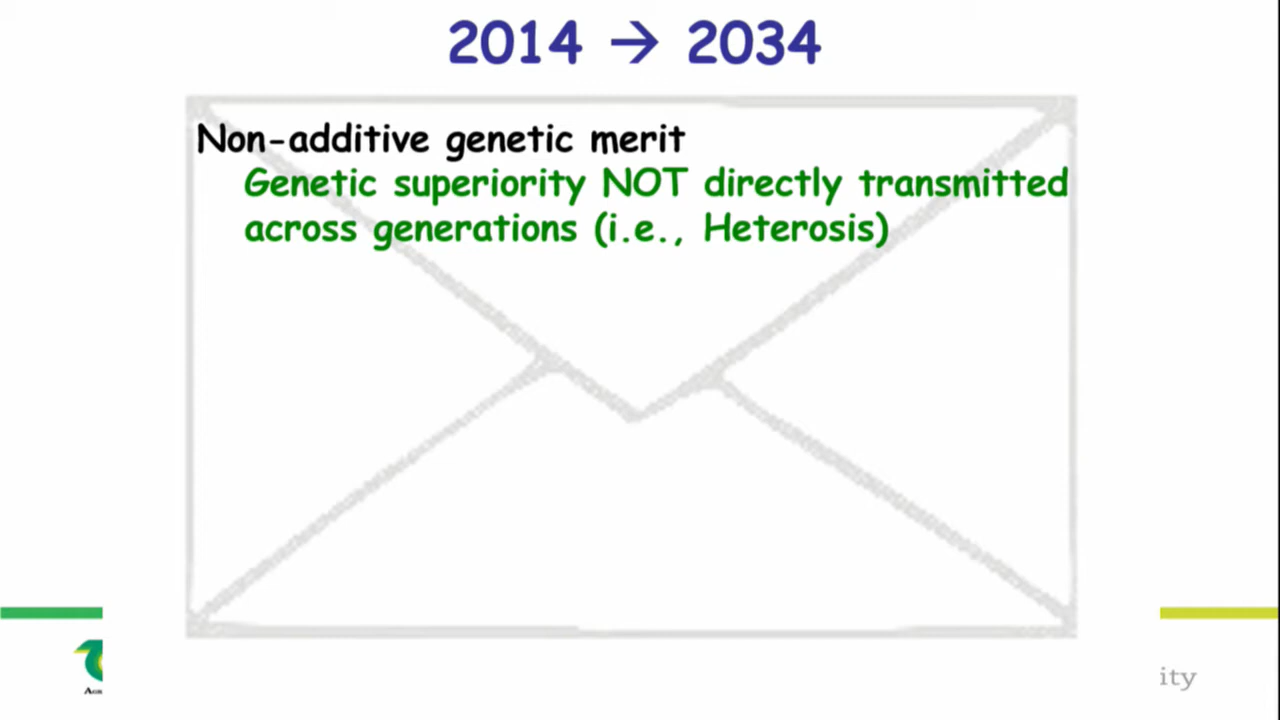 2014 → 2034
Non-additive genetic merit
Genetic superiority NOT directly transmitted
across generations (i.e., Heterosis)
ity